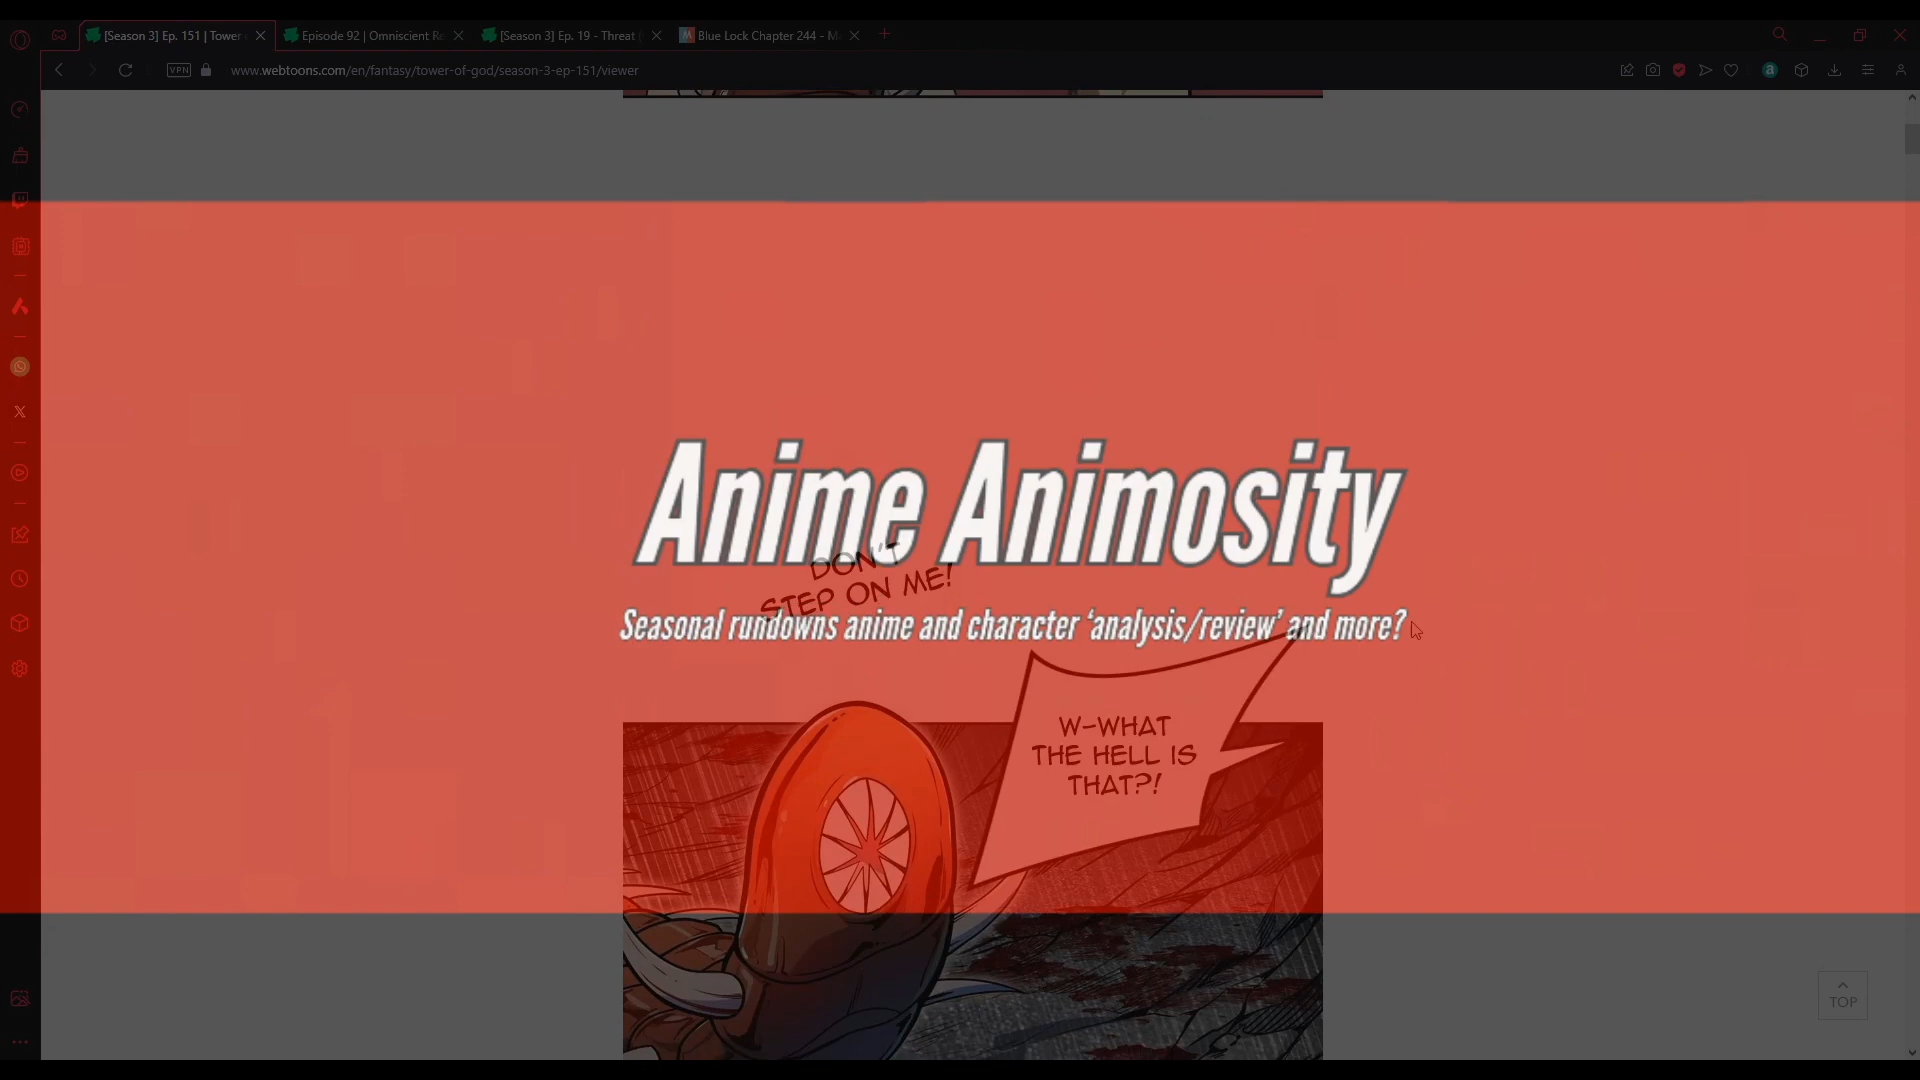 [Season 3] Ep. 151 | Tower
Episode 92 | Omniscient Re
[Season 3] Ep. 19 - Threat
Blue Lock Chapter 244 - M
VPN
www.webtoons.com/en/fantasy/tower-of-god/season-3-ep-151/viewer
Anime Animosity
DON'T
STEP ON ME!
Seasonal rundowns anime and character 'analysis/review' and more?
W-WHAT
THE HELL IS
THAT?!
TOP